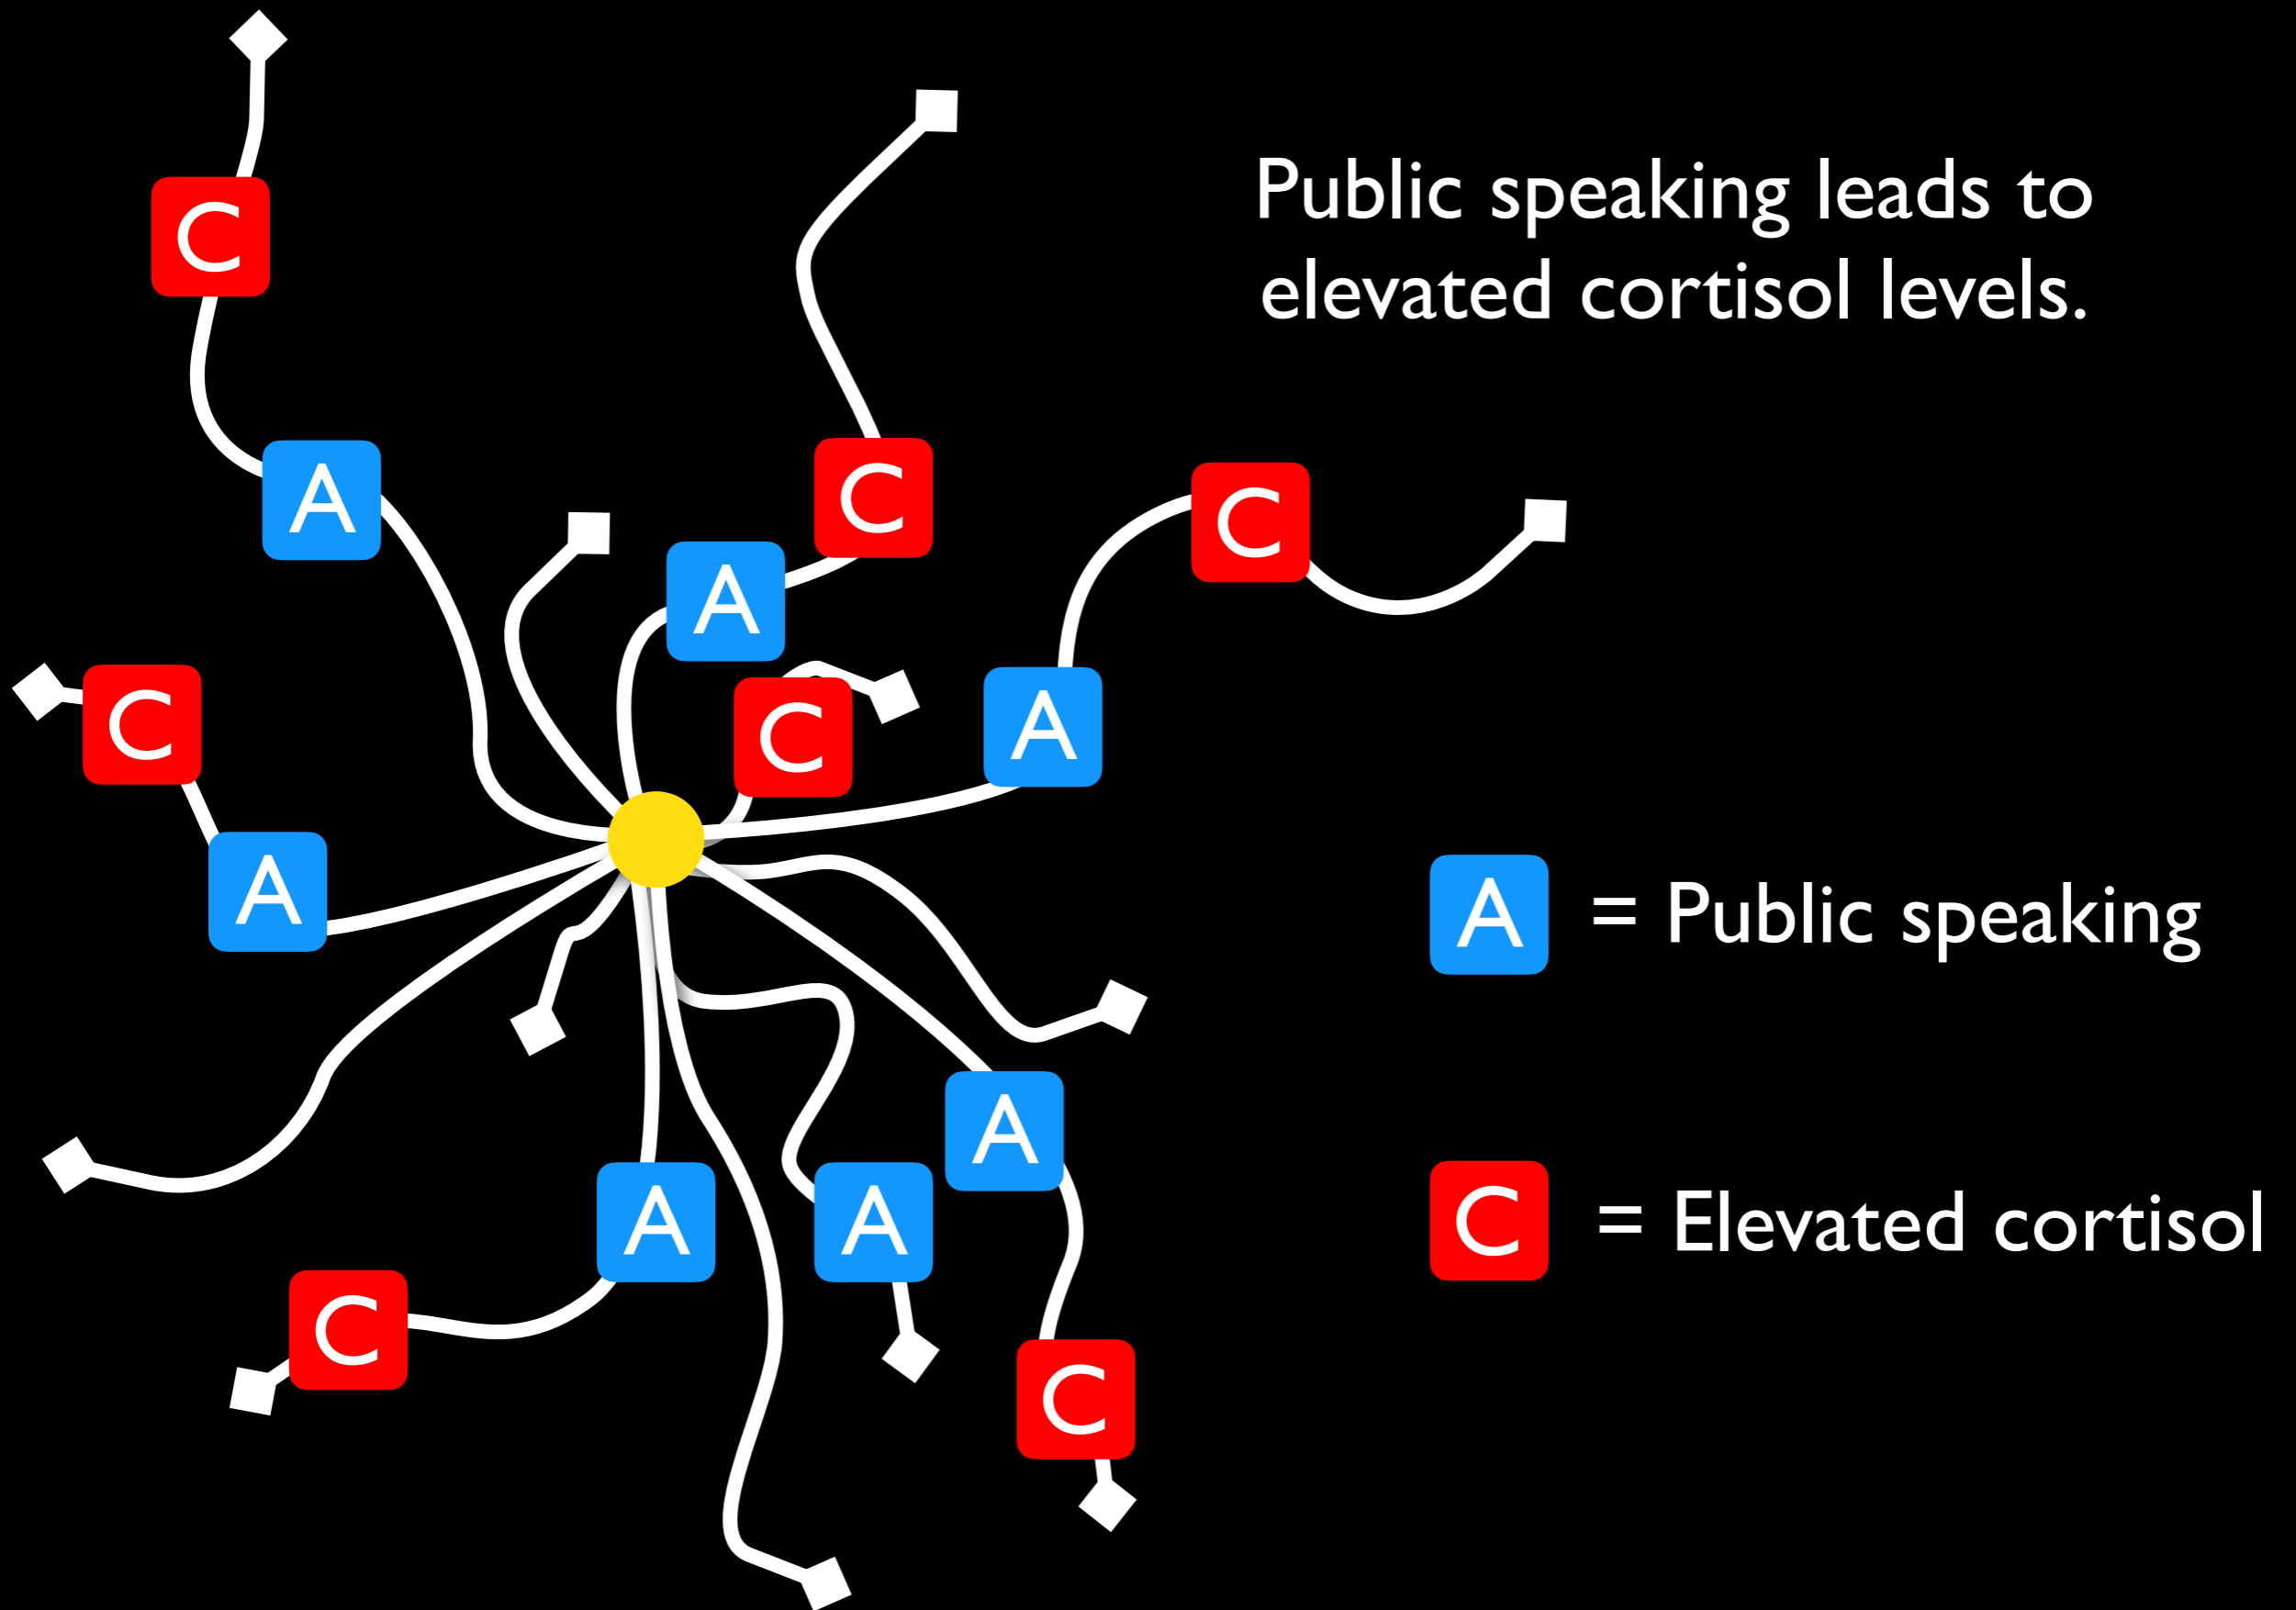 Public speaking leads to
elevated cortisol levels.
C
C
A
C
A
C
C
A
A
A = Public speaking
A
A
A
C = Elevated cortisol
C
C